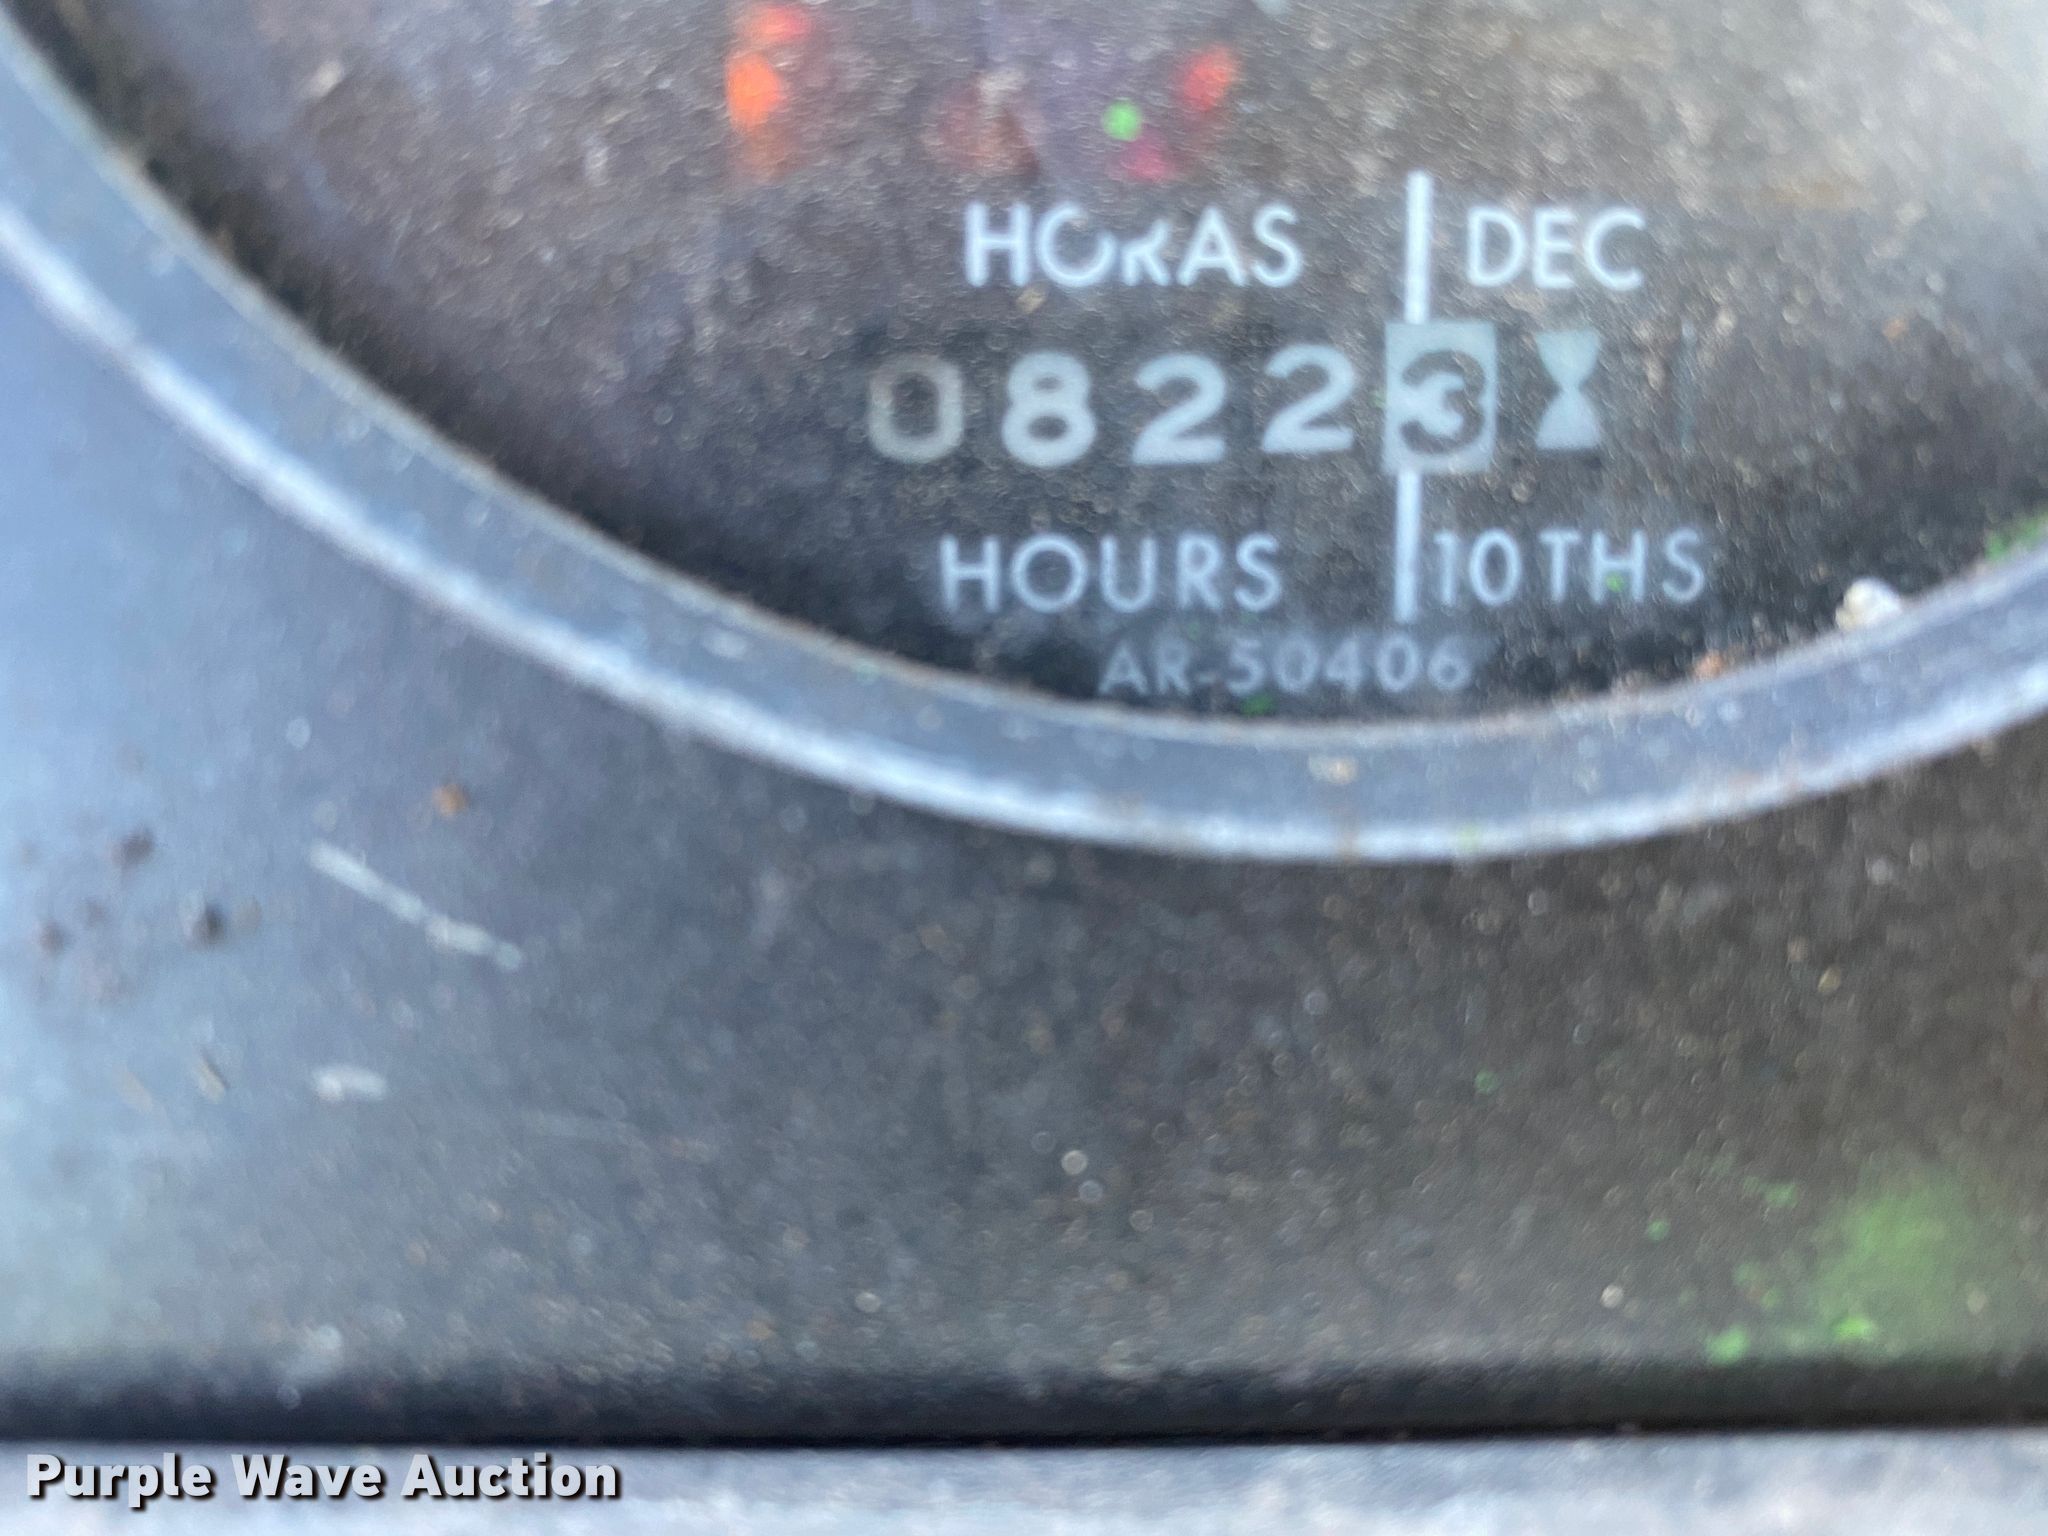 HORAS DEC
08223
HOURS 10THS
AR-50406
Purple Wave Auction